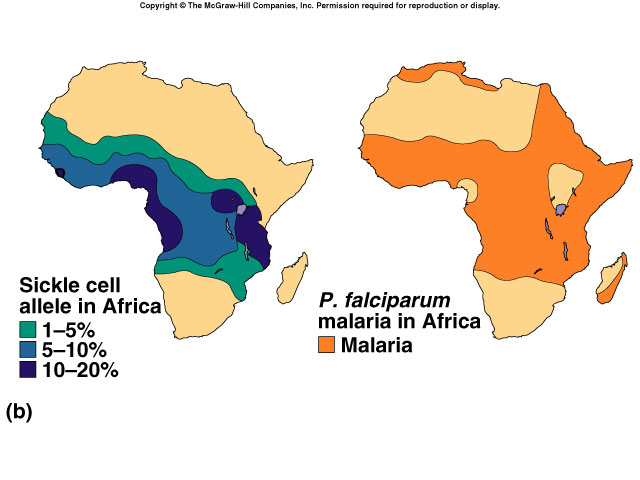 Copyright © The McGraw-Hill Companies, Inc. Permission required for reproduction or display.
Sickle cell
allele in Africa
1–5%
5–10%
10–20%
P. falciparum
malaria in Africa
Malaria
(b)